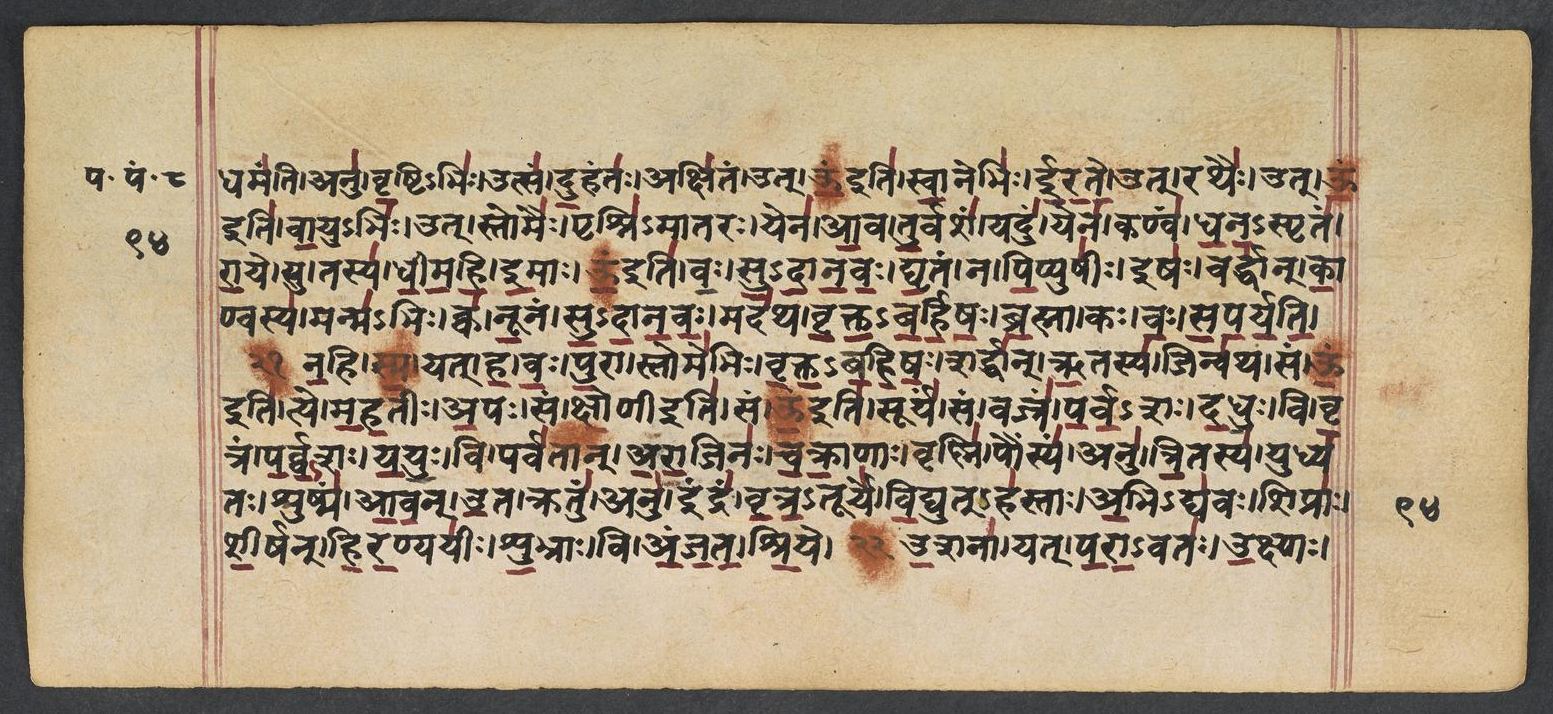 प· पं· ८
१४
धमंति।अनु।वृष्टिऽभिः।उत्सं।दुहंतः।अक्षितं।उत्।ऊं
इति।स्वानेभिः।ईरते।उत्।रथैः।उत्।ऊं
इति।वायुऽभिः।उत्।स्तोमैः।पृश्निऽमातरः।येन।आव।तुर्वशं।यदुं।येन।कण्वं।धनऽस्पृतं।
राये।सु।तस्य।धीमहि।इमाः।ऊं इति।वः।सुऽदानवः।घृतं।न।पिप्युषीः।इषः।वर्द्धान्।का
ण्वस्य।मन्मऽभिः।क्व।नूनं।सुऽदानवः।मदथ।वृक्तऽबर्हिषः।ब्रह्मा।कः।वः।सपर्यति।
२१ नहि।स्म।यत्।ह।वः।पुरा।स्तोमेभिः।वृक्तऽबर्हिषः।शर्द्धान्।ऋतस्य।जिन्वथ।सं।ऊं
इति।त्ये।महतीः।अपः।सं।क्षोणी इति।सं।ऊं इति।सूर्यं।सं।वज्रं।पर्वऽशः।दधुः।वि।वृ
त्रं।पर्वऽशः।ययुः।वि।पर्वतान्।अराजिनः।चक्राणाः।वृष्णि।पौंस्यं।अनु।त्रितस्य।युध्य
तः।शुष्मं।आवन्।उत।क्रतुं।अनु।इंद्रं।वृत्रऽतूर्ये।विद्युत्ऽहस्ताः।अभिऽद्यवः।शिप्राः।
शीर्षन्।हिरण्ययीः।शुभ्राः।वि।अंजत।श्रिये। २२ उशना।यत्।पराऽवतः।उक्ष्णः।
१४